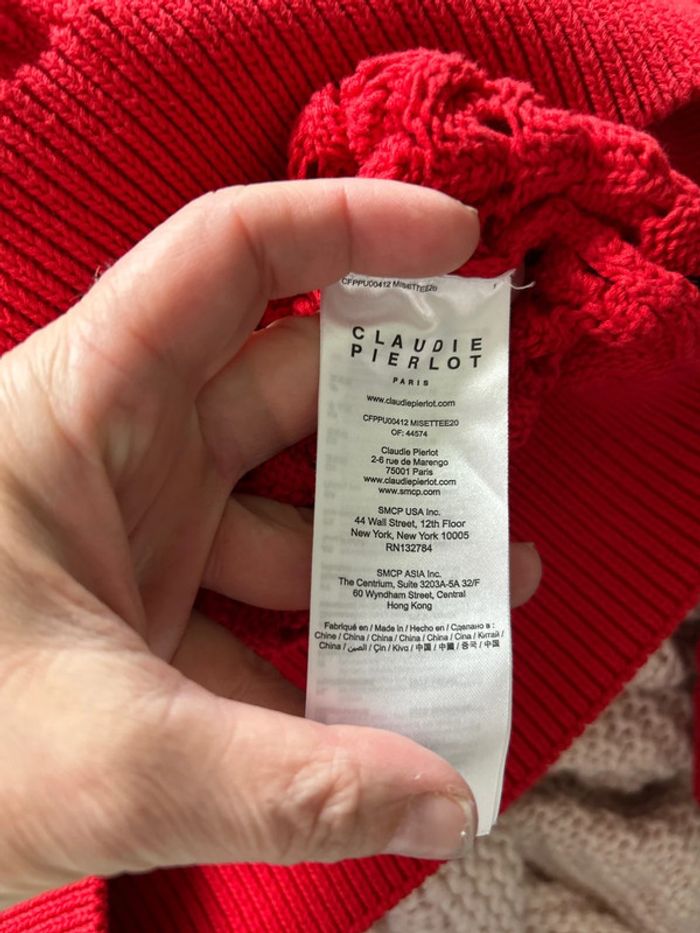 CFPPU00412 MISETTEE20
CLAUDIE
PIERLOT
PARIS
www.claudiepierlot.com
CFPPU00412 MISETTEE20
OF: 44574
Claudie Pierlot
2-6 rue de Marengo
75001 Paris
www.claudiepierlot.com
www.smcp.com
SMCP USA Inc.
44 Wall Street, 12th Floor
New York, New York 10005
RN132784
SMCP ASIA Inc.
The Centrium, Suite 3203A-5A 32/F
60 Wyndham Street, Central
Hong Kong
Fabriqué en / Made in / Hecho en / Сделано в :
Chine / China / China / China / China / Cina / Китай /
China / الصين / Çin / Κίνα / 中国 / 中國 / 중국 / 中国